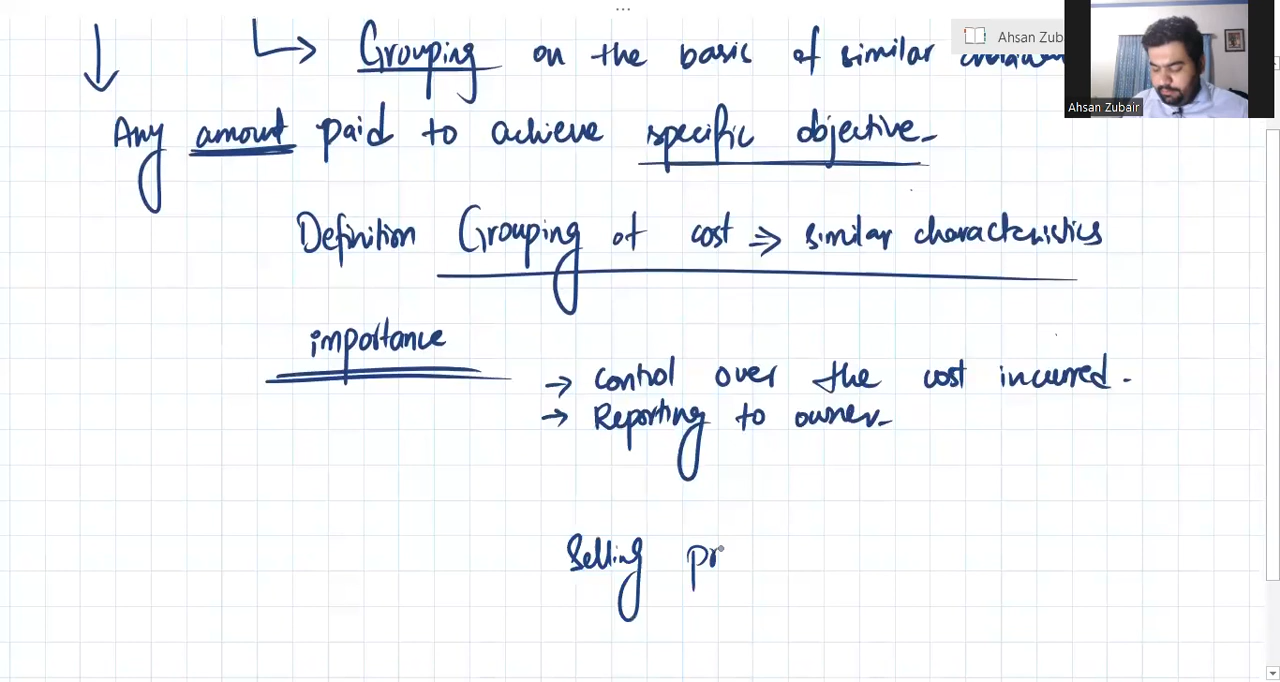 Ahsan Zub
Grouping on the basic of similar
Ahsan Zubair
Any amount paid to achieve specific objective.
Definition Grouping of cost ⇒ similar characteristics
importance
→ control over the cost incurred.
→ Reporting to owner.
Selling pr